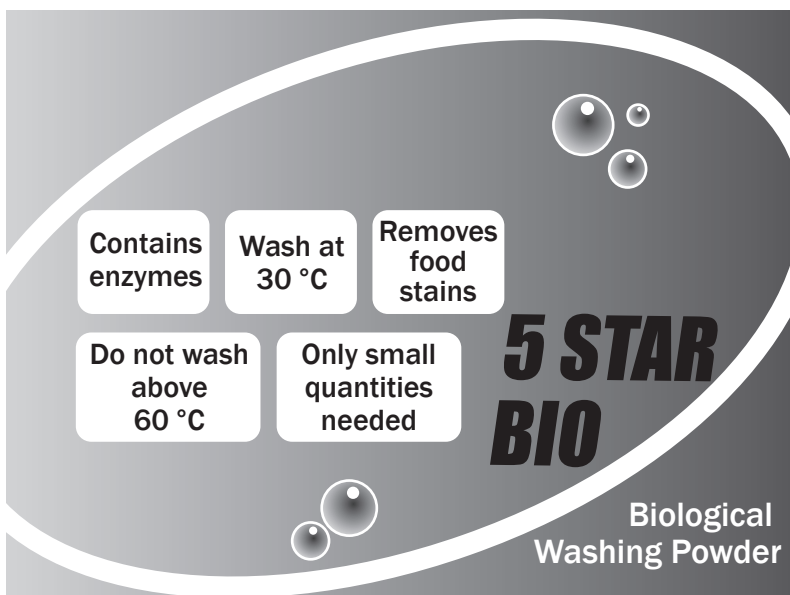 Contains
enzymes
Wash at
30 °C
Removes
food
stains
Do not wash
above
60 °C
Only small
quantities
needed
5 STAR
BIO
Biological
Washing Powder